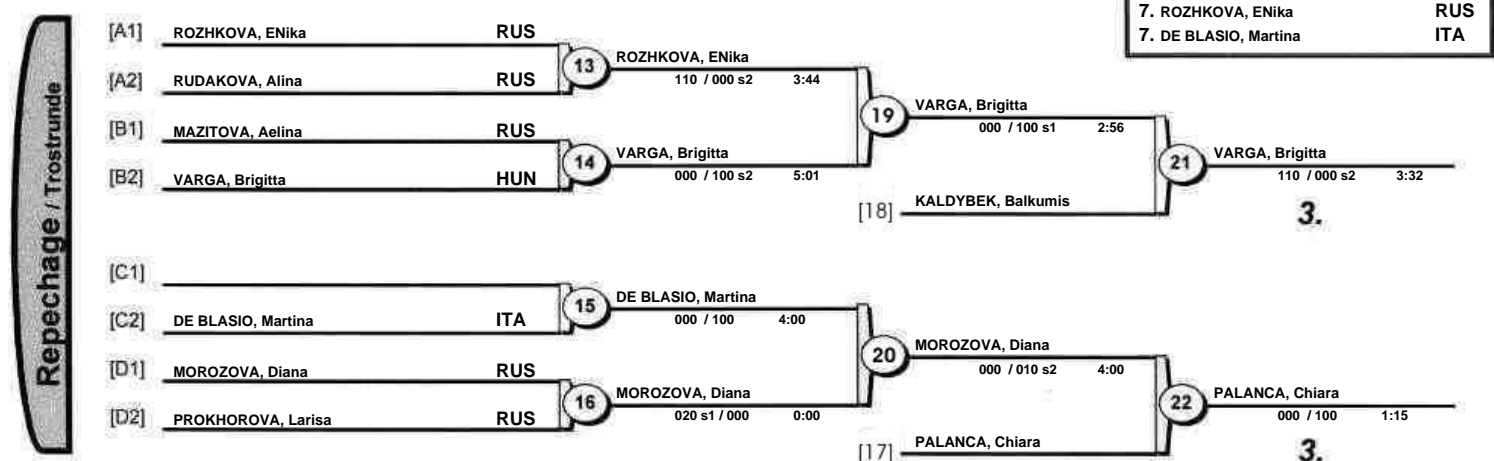 7. ROZHKOVA, ENika RUS
7. DE BLASIO, Martina ITA
Repechage / Trostrunde
[A1] ROZHKOVA, ENika RUS
13 ROZHKOVA, ENika
110 / 000 s2 3:44
[A2] RUDAKOVA, Alina RUS
19 VARGA, Brigitta
000 / 100 s1 2:56
[B1] MAZITOVA, Aelina RUS
14 VARGA, Brigitta
000 / 100 s2 5:01
[B2] VARGA, Brigitta HUN
21 VARGA, Brigitta
110 / 000 s2 3:32
[18] KALDYBEK, Balkumis
3.
[C1]
15 DE BLASIO, Martina
000 / 100 4:00
[C2] DE BLASIO, Martina ITA
20 MOROZOVA, Diana
000 / 010 s2 4:00
[D1] MOROZOVA, Diana RUS
16 MOROZOVA, Diana
020 s1 / 000 0:00
[D2] PROKHOROVA, Larisa RUS
22 PALANCA, Chiara
000 / 100 1:15
[17] PALANCA, Chiara
3.